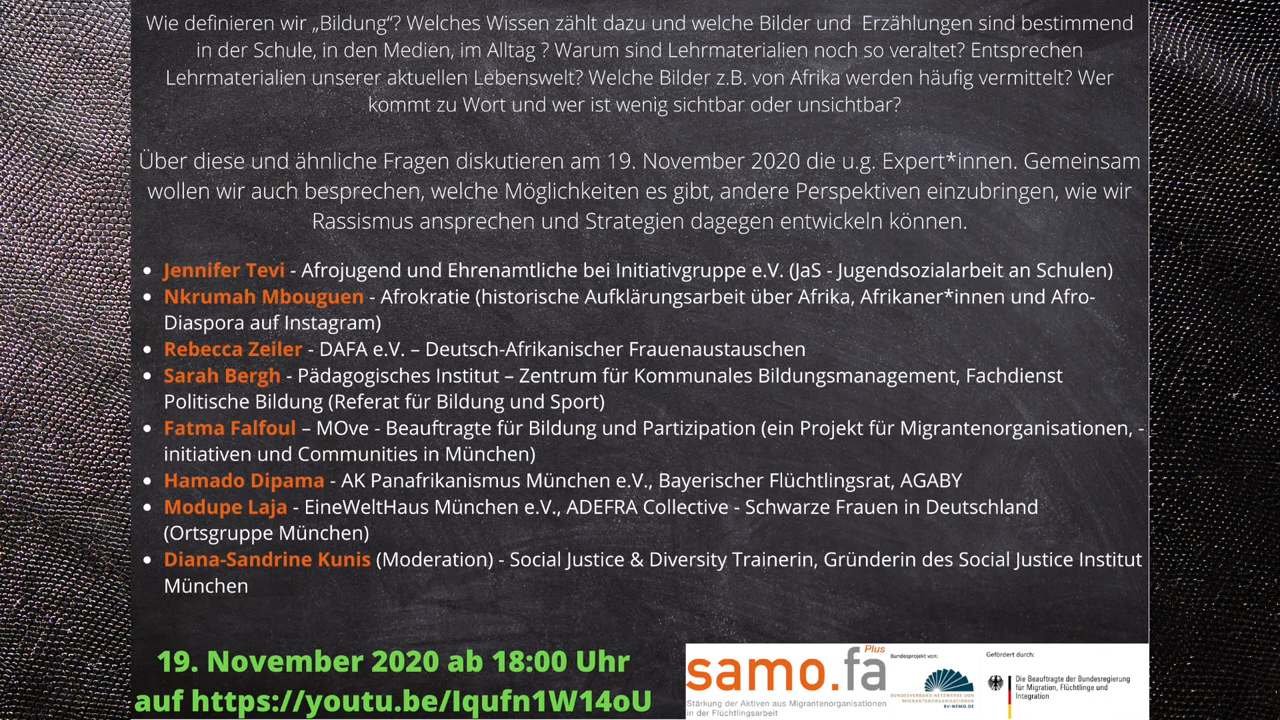 Wie definieren wir „Bildung“? Welches Wissen zählt dazu und welche Bilder und Erzählungen sind bestimmend
in der Schule, in den Medien, im Alltag ? Warum sind Lehrmaterialien noch so veraltet? Entsprechen
Lehrmaterialien unserer aktuellen Lebenswelt? Welche Bilder z.B. von Afrika werden häufig vermittelt? Wer
kommt zu Wort und wer ist wenig sichtbar oder unsichtbar?
Über diese und ähnliche Fragen diskutieren am 19. November 2020 die u.g. Expert*innen. Gemeinsam
wollen wir auch besprechen, welche Möglichkeiten es gibt, andere Perspektiven einzubringen, wie wir
Rassismus ansprechen und Strategien dagegen entwickeln können.
• Jennifer Tevi - Afrojugend und Ehrenamtliche bei Initiativgruppe e.V. (JaS - Jugendsozialarbeit an Schulen)
• Nkrumah Mbouguen - Afrokratie (historische Aufklärungsarbeit über Afrika, Afrikaner*innen und Afro-
Diaspora auf Instagram)
• Rebecca Zeiler - DAFA e.V. – Deutsch-Afrikanischer Frauenaustauschen
• Sarah Bergh - Pädagogisches Institut – Zentrum für Kommunales Bildungsmanagement, Fachdienst
Politische Bildung (Referat für Bildung und Sport)
• Fatma Falfoul – MOve - Beauftragte für Bildung und Partizipation (ein Projekt für Migrantenorganisationen, -
initiativen und Communities in München)
• Hamado Dipama - AK Panafrikanismus München e.V., Bayerischer Flüchtlingsrat, AGABY
• Modupe Laja - EineWeltHaus München e.V., ADEFRA Collective - Schwarze Frauen in Deutschland
(Ortsgruppe München)
• Diana-Sandrine Kunis (Moderation) - Social Justice & Diversity Trainerin, Gründerin des Social Justice Institut
München
19. November 2020 ab 18:00 Uhr
auf https://youtu.be/Iqufn1W14oU
samo.fa Plus
Stärkung der Aktiven aus Migrantenorganisationen
in der Flüchtlingsarbeit
Bundesprojekt von:
BUNDESVERBAND NETZWERKE VON
MIGRANTENORGANISATIONEN
BV-NEMO.DE
Gefördert durch:
Die Beauftragte der Bundesregierung
für Migration, Flüchtlinge und
Integration